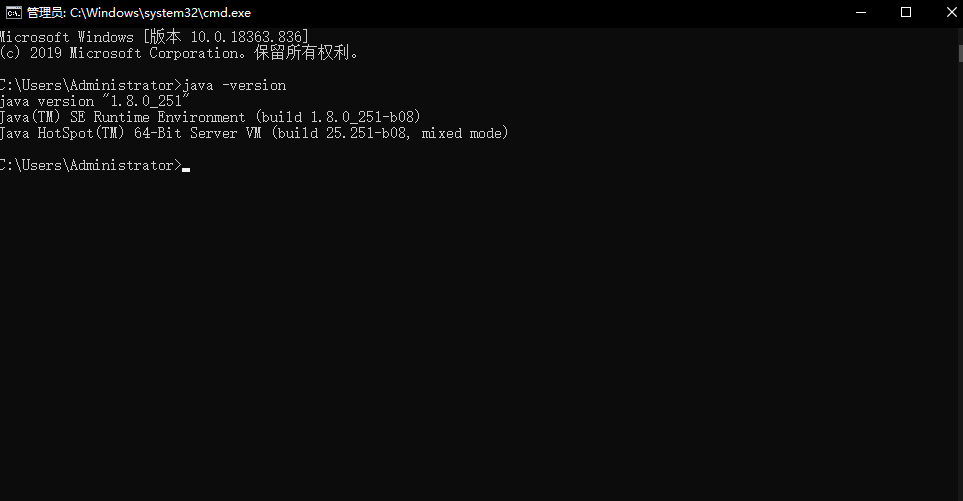 管理员: C:\Windows\system32\cmd.exe
Microsoft Windows [版本 10.0.18363.836]
(c) 2019 Microsoft Corporation。保留所有权利。
C:\Users\Administrator>java -version
java version "1.8.0_251"
Java(TM) SE Runtime Environment (build 1.8.0_251-b08)
Java HotSpot(TM) 64-Bit Server VM (build 25.251-b08, mixed mode)
C:\Users\Administrator>